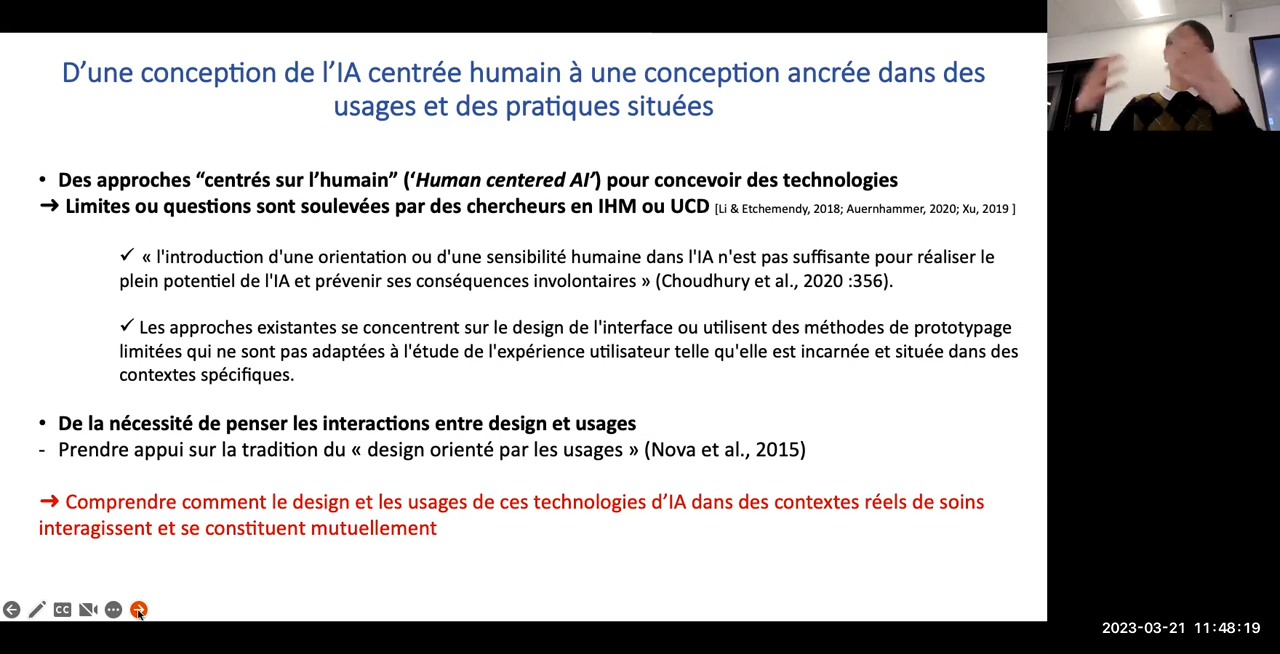 D’une conception de l’IA centrée humain à une conception ancrée dans des
usages et des pratiques situées
• Des approches “centrés sur l’humain” (‘Human centered AI’) pour concevoir des technologies
➜ Limites ou questions sont soulevées par des chercheurs en IHM ou UCD [Li & Etchemendy, 2018; Auernhammer, 2020; Xu, 2019 ]
✓ « l'introduction d'une orientation ou d'une sensibilité humaine dans l'IA n'est pas suffisante pour réaliser le
plein potentiel de l'IA et prévenir ses conséquences involontaires » (Choudhury et al., 2020 :356).
✓ Les approches existantes se concentrent sur le design de l'interface ou utilisent des méthodes de prototypage
limitées qui ne sont pas adaptées à l'étude de l'expérience utilisateur telle qu'elle est incarnée et située dans des
contextes spécifiques.
• De la nécessité de penser les interactions entre design et usages
- Prendre appui sur la tradition du « design orienté par les usages » (Nova et al., 2015)
➜ Comprendre comment le design et les usages de ces technologies d’IA dans des contextes réels de soins
interagissent et se constituent mutuellement
CC
2023-03-21 11:48:19